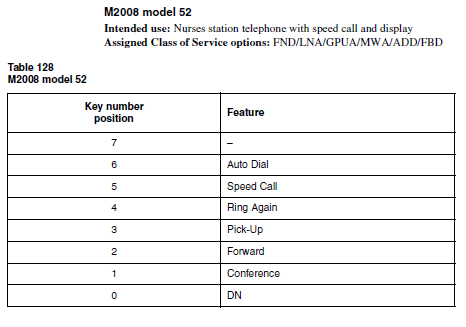 M2008 model 52
Intended use: Nurses station telephone with speed call and display
Assigned Class of Service options: FND/LNA/GPUA/MWA/ADD/FBD
Table 128
M2008 model 52
Key number position Feature
7 –
6 Auto Dial
5 Speed Call
4 Ring Again
3 Pick-Up
2 Forward
1 Conference
0 DN